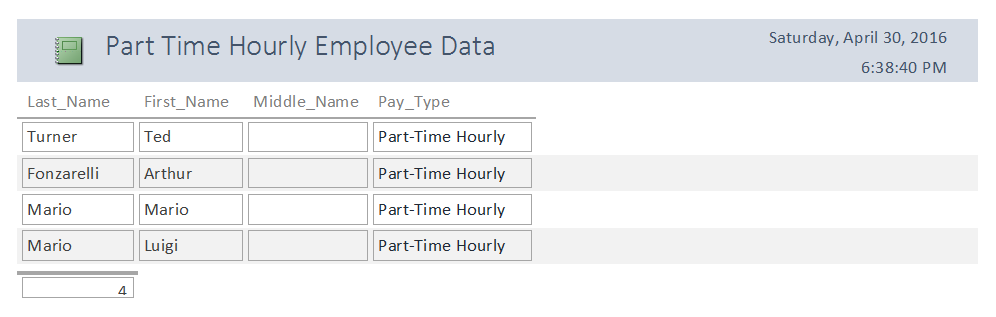 Part Time Hourly Employee Data
Saturday, April 30, 2016
6:38:40 PM
Last_Name First_Name Middle_Name Pay_Type
Turner Ted Part-Time Hourly
Fonzarelli Arthur Part-Time Hourly
Mario Mario Part-Time Hourly
Mario Luigi Part-Time Hourly
4